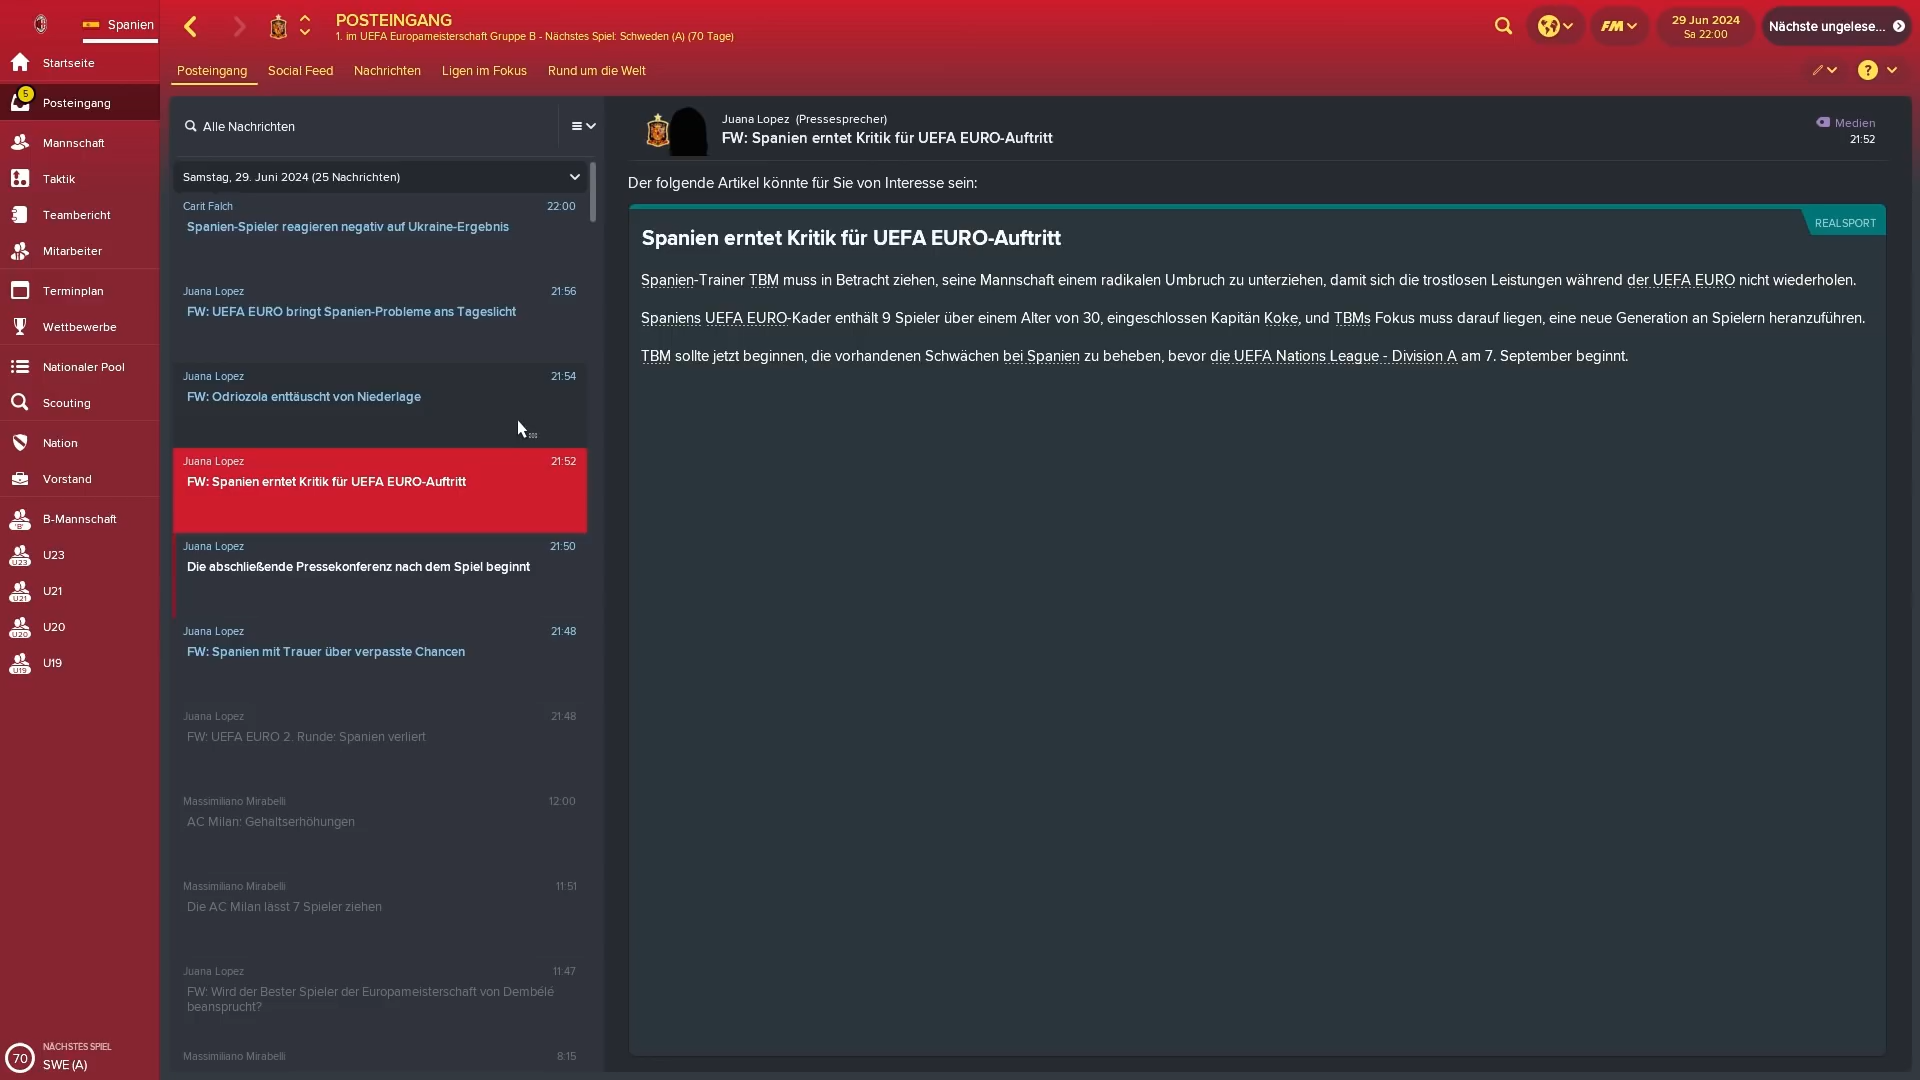 Spanien
POSTEINGANG
1. im UEFA Europameisterschaft Gruppe B - Nächstes Spiel: Schweden (A) (70 Tage)
FM
29 Jun 2024
Sa 22:00
Nächste ungelese...
Posteingang
Social Feed
Nachrichten
Ligen im Fokus
Rund um die Welt
?
Startseite
5
Posteingang
Mannschaft
Taktik
Teambericht
Mitarbeiter
Terminplan
Wettbewerbe
Nationaler Pool
Scouting
Nation
Vorstand
B-Mannschaft
U23
U21
U20
U19
70
NÄCHSTES SPIEL
SWE (A)
Alle Nachrichten
Samstag, 29. Juni 2024 (25 Nachrichten)
Carit Falch 22:00
Spanien-Spieler reagieren negativ auf Ukraine-Ergebnis
Juana Lopez 21:56
FW: UEFA EURO bringt Spanien-Probleme ans Tageslicht
Juana Lopez 21:54
FW: Odriozola enttäuscht von Niederlage
Juana Lopez 21:52
FW: Spanien erntet Kritik für UEFA EURO-Auftritt
Juana Lopez 21:50
Die abschließende Pressekonferenz nach dem Spiel beginnt
Juana Lopez 21:48
FW: Spanien mit Trauer über verpasste Chancen
Juana Lopez 21:48
FW: UEFA EURO 2. Runde: Spanien verliert
Massimiliano Mirabelli 12:00
AC Milan: Gehaltserhöhungen
Massimiliano Mirabelli 11:51
Die AC Milan lässt 7 Spieler ziehen
Juana Lopez 11:47
FW: Wird der Bester Spieler der Europameisterschaft von Dembélé
beansprucht?
Massimiliano Mirabelli 8:15
Juana Lopez (Pressesprecher)
FW: Spanien erntet Kritik für UEFA EURO-Auftritt
Medien
21:52
Der folgende Artikel könnte für Sie von Interesse sein:
REALSPORT
Spanien erntet Kritik für UEFA EURO-Auftritt
Spanien-Trainer TBM muss in Betracht ziehen, seine Mannschaft einem radikalen Umbruch zu unterziehen, damit sich die trostlosen Leistungen während der UEFA EURO nicht wiederholen.
Spaniens UEFA EURO-Kader enthält 9 Spieler über einem Alter von 30, eingeschlossen Kapitän Koke, und TBMs Fokus muss darauf liegen, eine neue Generation an Spielern heranzuführen.
TBM sollte jetzt beginnen, die vorhandenen Schwächen bei Spanien zu beheben, bevor die UEFA Nations League - Division A am 7. September beginnt.